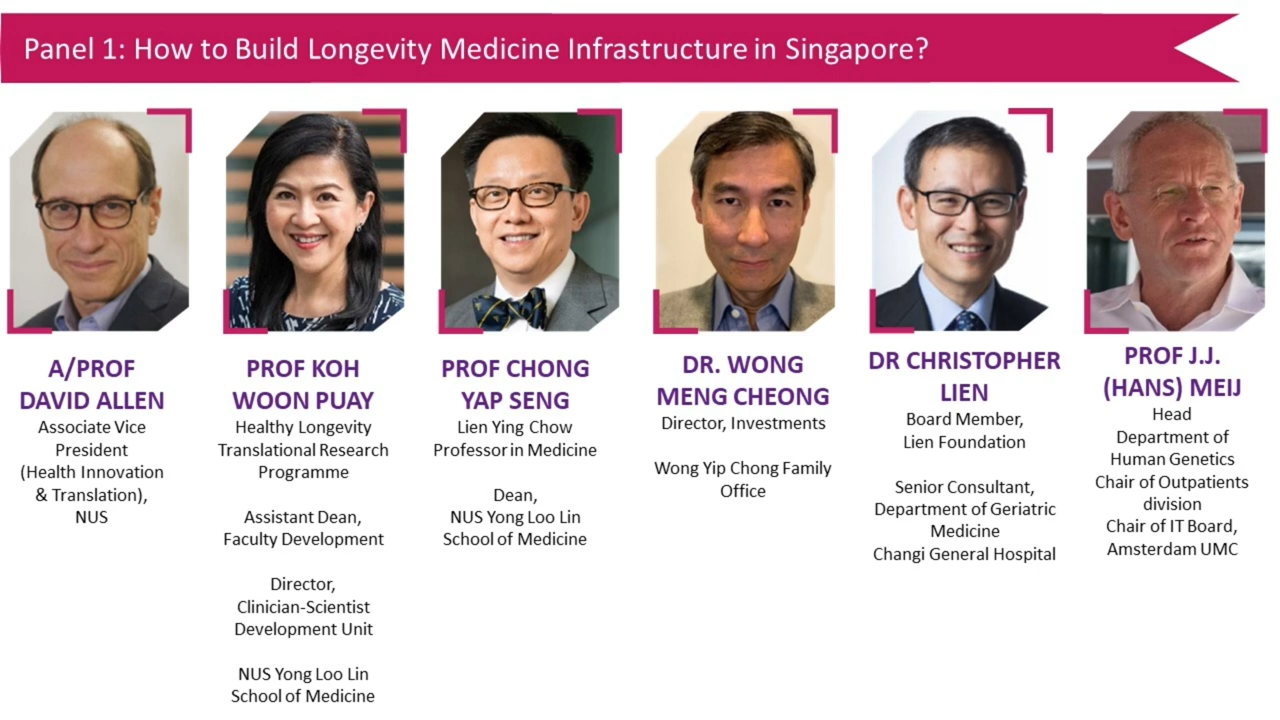 Panel 1: How to Build Longevity Medicine Infrastructure in Singapore?
A/PROF
DAVID ALLEN
Associate Vice
President
(Health Innovation
& Translation),
NUS
PROF KOH
WOON PUAY
Healthy Longevity
Translational Research
Programme
Assistant Dean,
Faculty Development
Director,
Clinician-Scientist
Development Unit
NUS Yong Loo Lin
School of Medicine
PROF CHONG
YAP SENG
Lien Ying Chow
Professor in Medicine
Dean,
NUS Yong Loo Lin
School of Medicine
DR. WONG
MENG CHEONG
Director, Investments
Wong Yip Chong Family
Office
DR CHRISTOPHER
LIEN
Board Member,
Lien Foundation
Senior Consultant,
Department of Geriatric
Medicine
Changi General Hospital
PROF J.J.
(HANS) MEIJ
Head
Department of
Human Genetics
Chair of Outpatients
division
Chair of IT Board,
Amsterdam UMC